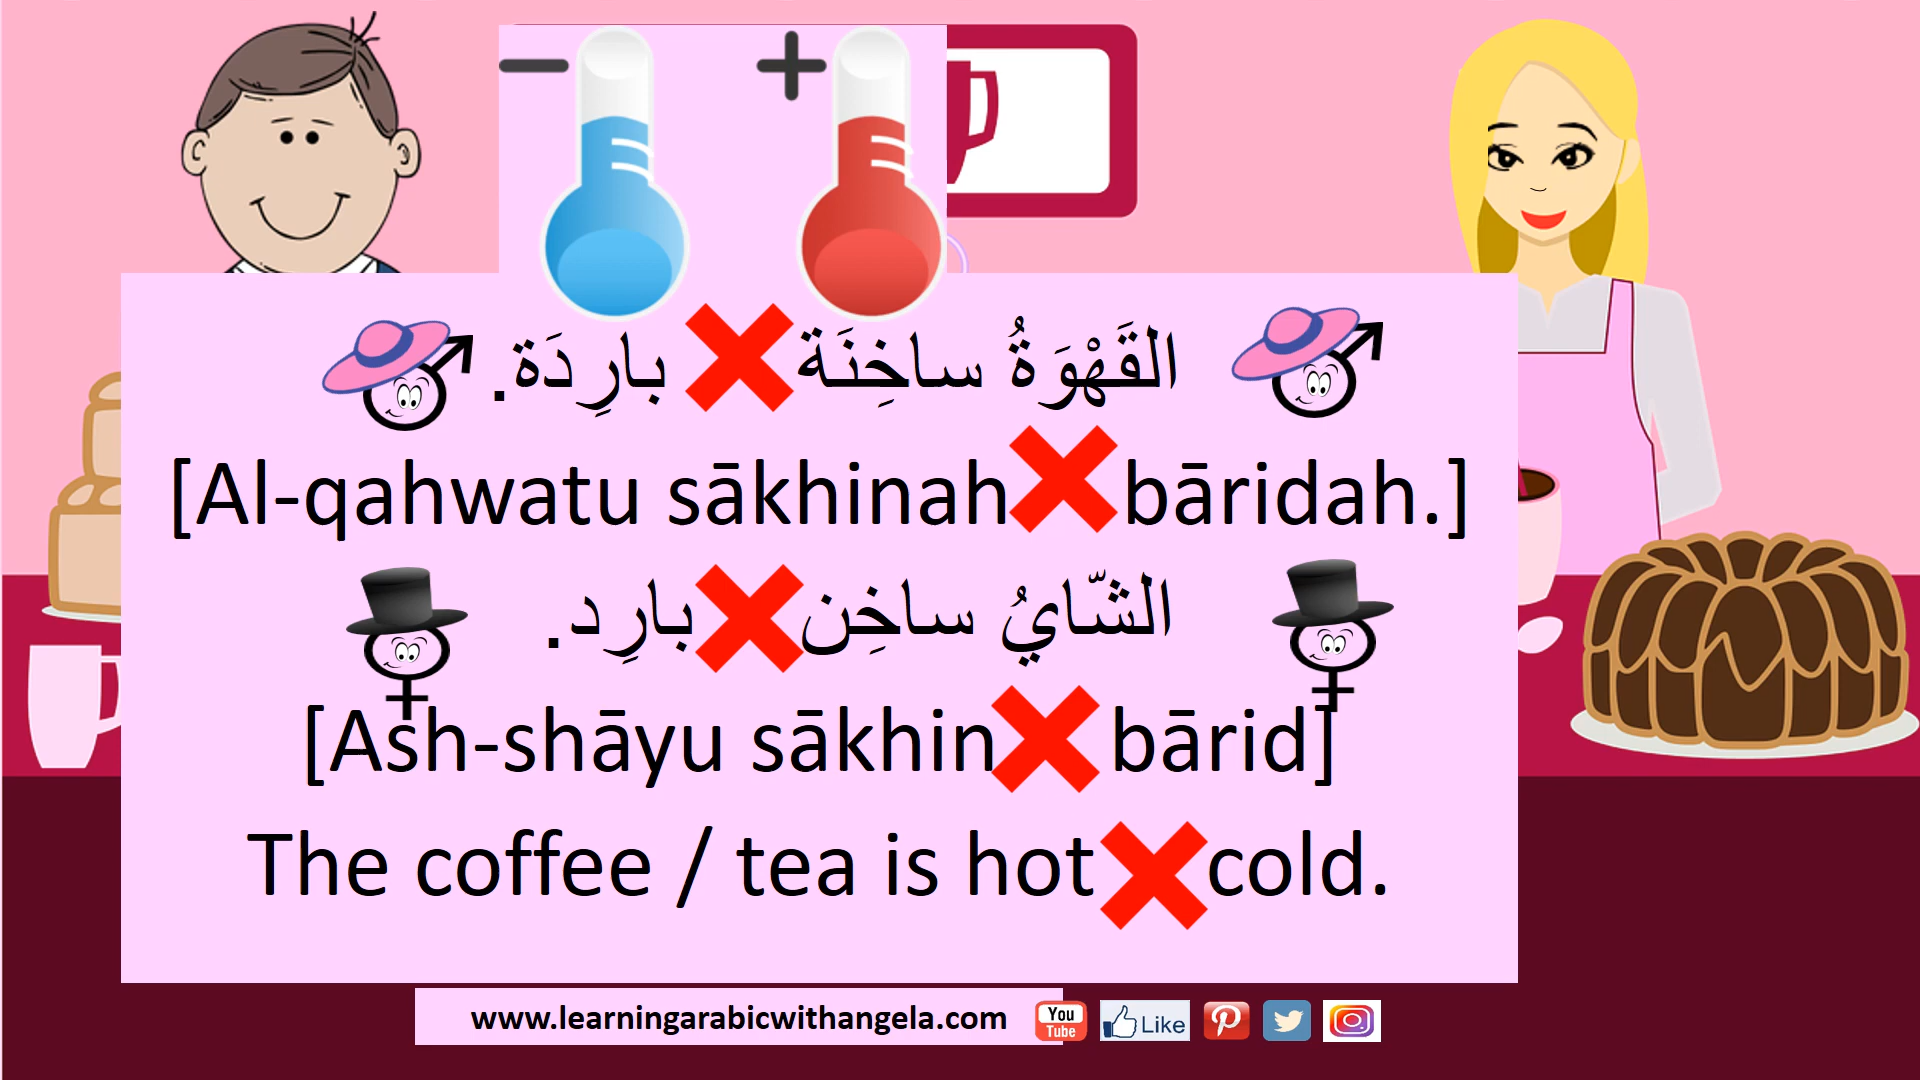 القَهْوَةُ ساخِنَة بارِدَة.
[Al-qahwatu sākhinah bāridah.]
الشّايُ ساخِن بارِد.
[Ash-shāyu sākhin bārid]
The coffee / tea is hot cold.
www.learningarabicwithangela.com You Tube Like